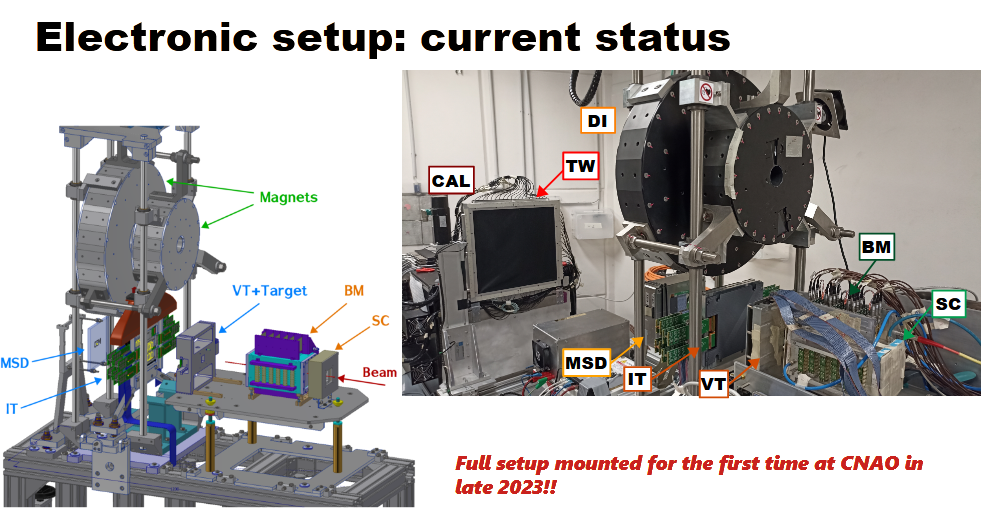 Electronic setup: current status
Magnets
VT+Target
BM
SC
Beam
MSD
IT
DI
TW
CAL
BM
SC
MSD
IT
VT
Full setup mounted for the first time at CNAO in
late 2023!!